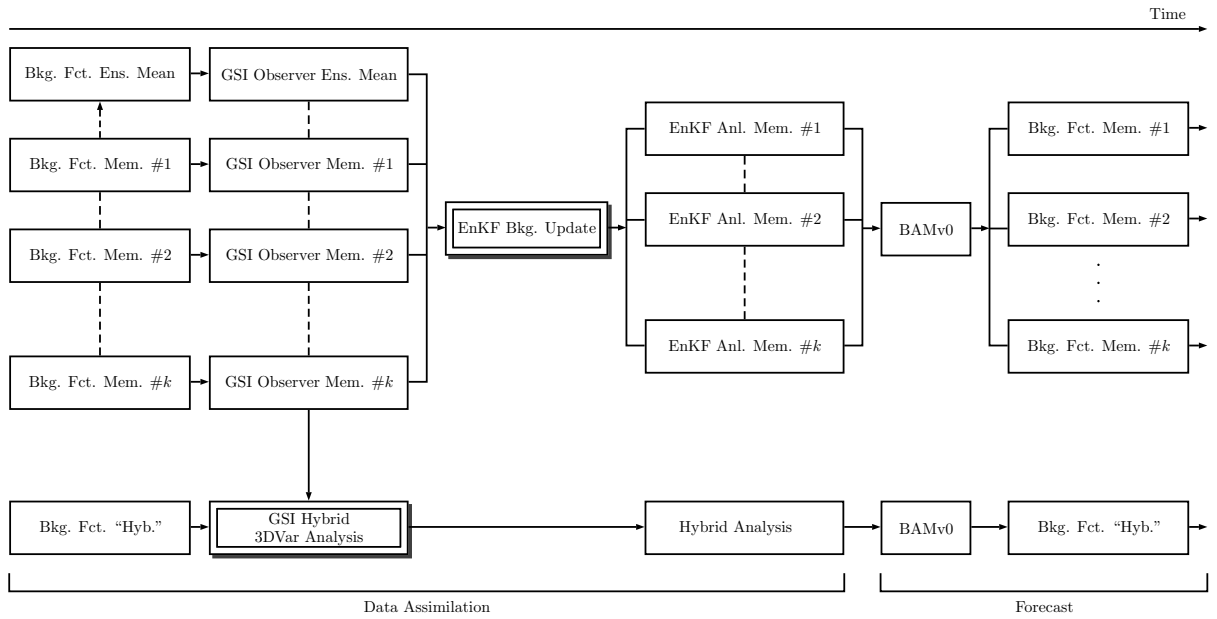 Time
Bkg. Fct. Ens. Mean
GSI Observer Ens. Mean
Bkg. Fct. Mem. #1
GSI Observer Mem. #1
Bkg. Fct. Mem. #2
GSI Observer Mem. #2
Bkg. Fct. Mem. #k
GSI Observer Mem. #k
EnKF Bkg. Update
EnKF Anl. Mem. #1
EnKF Anl. Mem. #2
EnKF Anl. Mem. #k
BAMv0
Bkg. Fct. Mem. #1
Bkg. Fct. Mem. #2
.
.
.
Bkg. Fct. Mem. #k
Bkg. Fct. “Hyb.”
GSI Hybrid
3DVar Analysis
Hybrid Analysis
BAMv0
Bkg. Fct. “Hyb.”
Data Assimilation
Forecast